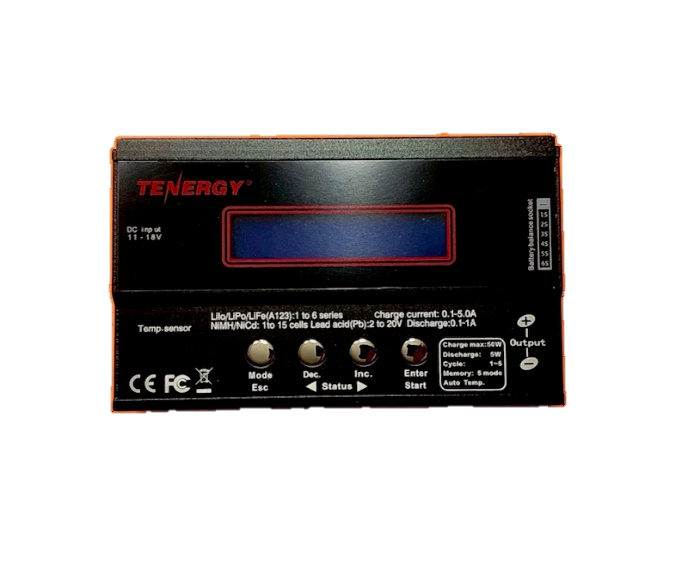 TENERGY®
DC input
11 - 18V
Battery balance socket
1S
2S
3S
4S
5S
6S
LiIo/LiPo/LiFe(A123):1 to 6 series Charge current: 0.1-5.0A
NiMH/NiCd: 1to 15 cells Lead acid(Pb):2 to 20V Discharge:0.1-1A
Temp.sensor
Mode
Esc
Dec.
Inc.
◀ Status ▶
Enter
Start
Charge max:50W
Discharge: 5W
Cycle: 1~5
Memory: 5 mode
Auto Temp.
+
Output
−
CE FC